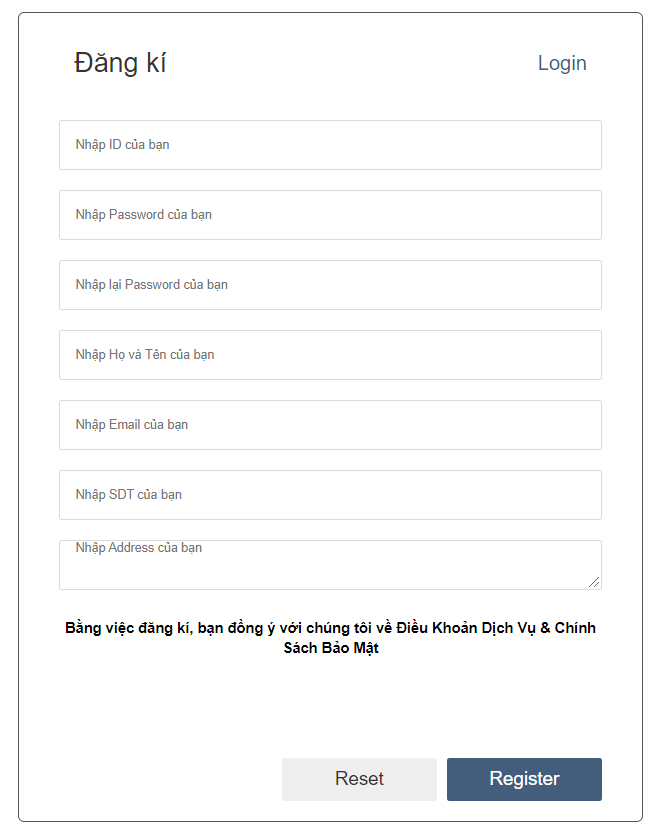 Đăng kí
Login
Nhập ID của bạn
Nhập Password của bạn
Nhập lại Password của bạn
Nhập Họ và Tên của bạn
Nhập Email của bạn
Nhập SDT của bạn
Nhập Address của bạn
Bằng việc đăng kí, bạn đồng ý với chúng tôi về Điều Khoản Dịch Vụ & Chính
Sách Bảo Mật
Reset
Register